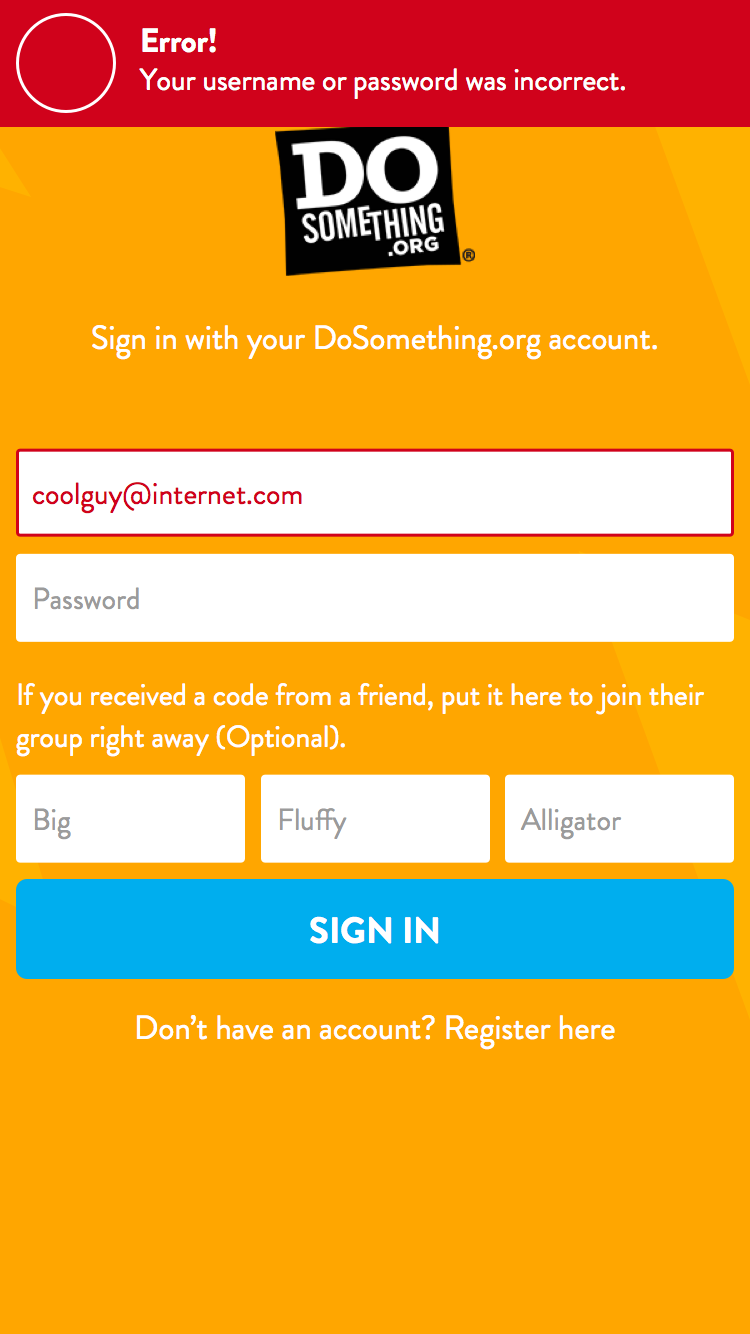 Error!
Your username or password was incorrect.
DO
SOMETHING
.ORG
®
Sign in with your DoSomething.org account.
coolguy@internet.com
Password
If you received a code from a friend, put it here to join their
group right away (Optional).
Big Fluffy Alligator
SIGN IN
Don’t have an account? Register here